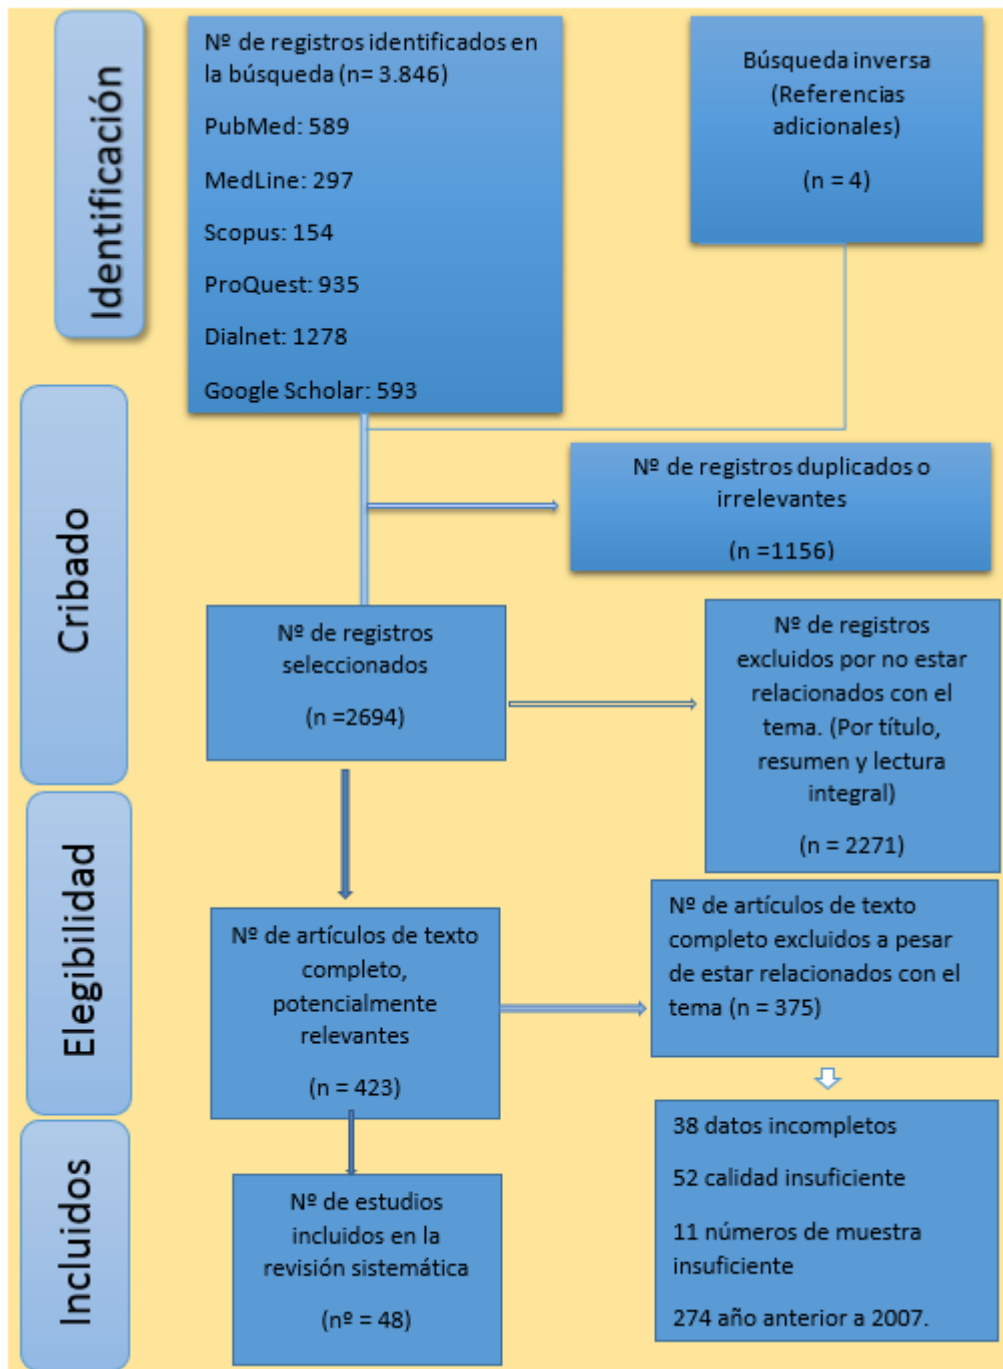 Identificación
Nº de registros identificados en
la búsqueda (n= 3.846)
PubMed: 589
MedLine: 297
Scopus: 154
ProQuest: 935
Dialnet: 1278
Google Scholar: 593
Búsqueda inversa
(Referencias
adicionales)
(n = 4)
Cribado
Nº de registros duplicados o
irrelevantes
(n =1156)
Nº de registros
seleccionados
(n =2694)
Nº de registros
excluidos por no estar
relacionados con el
tema. (Por título,
resumen y lectura
integral)
(n = 2271)
Elegibilidad
Nº de artículos de texto
completo,
potencialmente
relevantes
(n = 423)
Nº de artículos de texto
completo excluidos a pesar
de estar relacionados con el
tema (n = 375)
Incluidos
Nº de estudios
incluidos en la
revisión sistemática
(nº = 48)
38 datos incompletos
52 calidad insuficiente
11 números de muestra
insuficiente
274 año anterior a 2007.